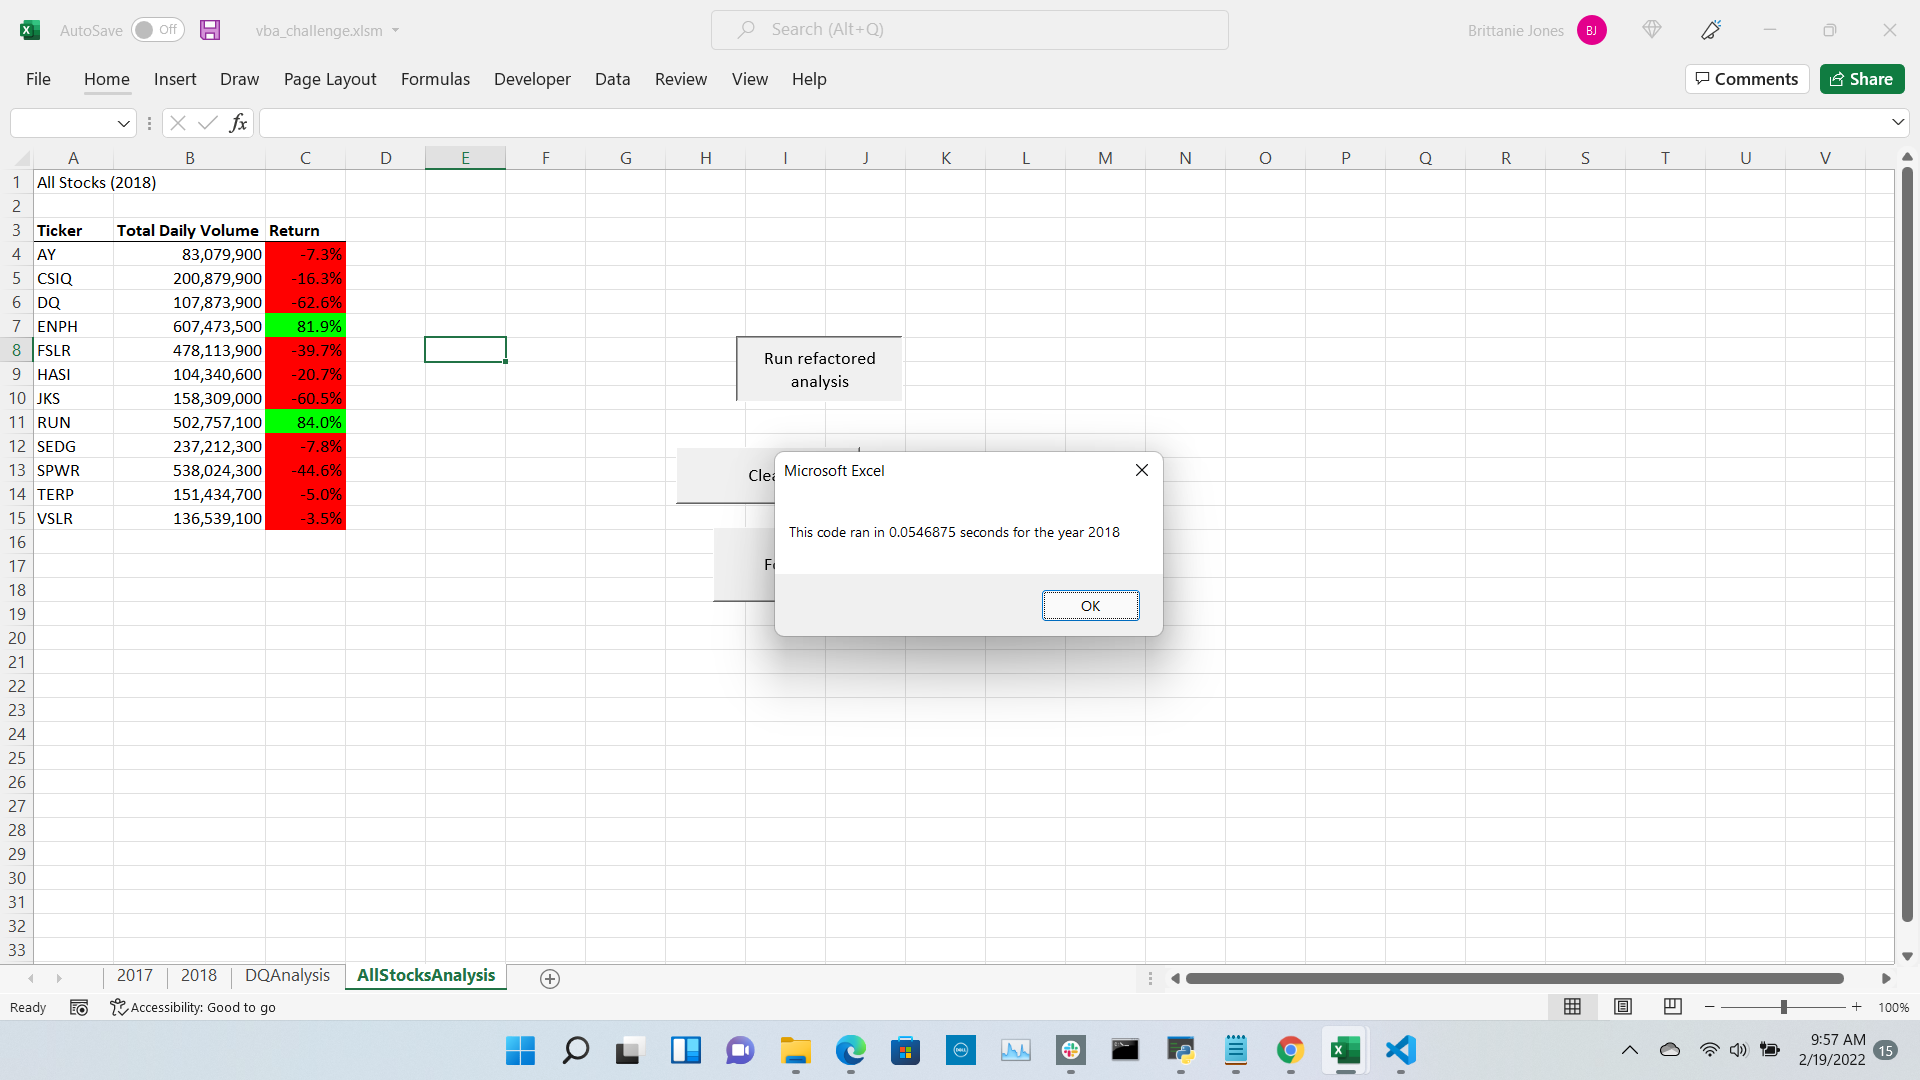 AutoSave Off vba_challenge.xlsm Search (Alt+Q) Brittanie Jones BJ
File Home Insert Draw Page Layout Formulas Developer Data Review View Help Comments Share
fx
A B C D E F G H I J K L M N O P Q R S T U V
1 All Stocks (2018)
2
3 Ticker Total Daily Volume Return
4 AY 83,079,900 -7.3%
5 CSIQ 200,879,900 -16.3%
6 DQ 107,873,900 -62.6%
7 ENPH 607,473,500 81.9%
8 FSLR 478,113,900 -39.7%
9 HASI 104,340,600 -20.7%
10 JKS 158,309,000 -60.5%
11 RUN 502,757,100 84.0%
12 SEDG 237,212,300 -7.8%
13 SPWR 538,024,300 -44.6%
14 TERP 151,434,700 -5.0%
15 VSLR 136,539,100 -3.5%
16
17
18
19
20
21
22
23
24
25
26
27
28
29
30
31
32
33
Run refactored
analysis
Microsoft Excel
This code ran in 0.0546875 seconds for the year 2018
OK
2017 2018 DQAnalysis AllStocksAnalysis
Ready Accessibility: Good to go 100%
DELL
9:57 AM
2/19/2022 15